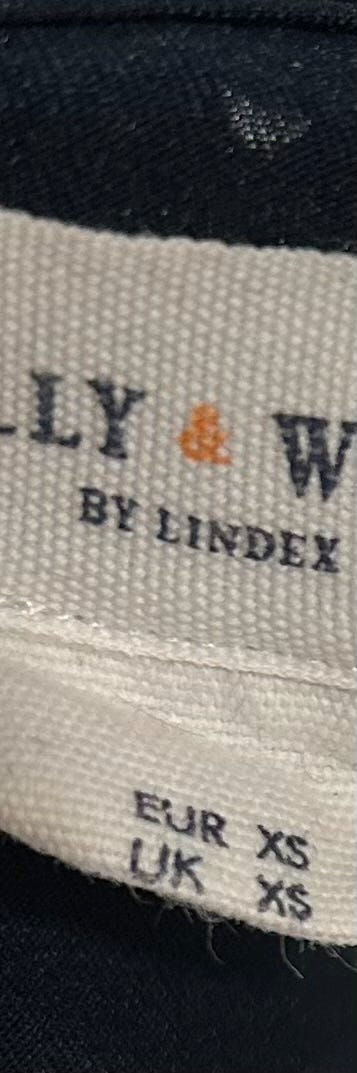 LLY & W
BY LINDEX
EUR XS
UK XS